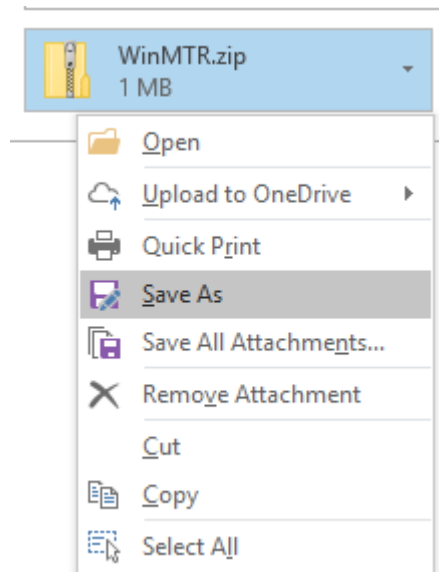 WinMTR.zip
1 MB
Open
Upload to OneDrive
Quick Print
Save As
Save All Attachments...
Remove Attachment
Cut
Copy
Select All